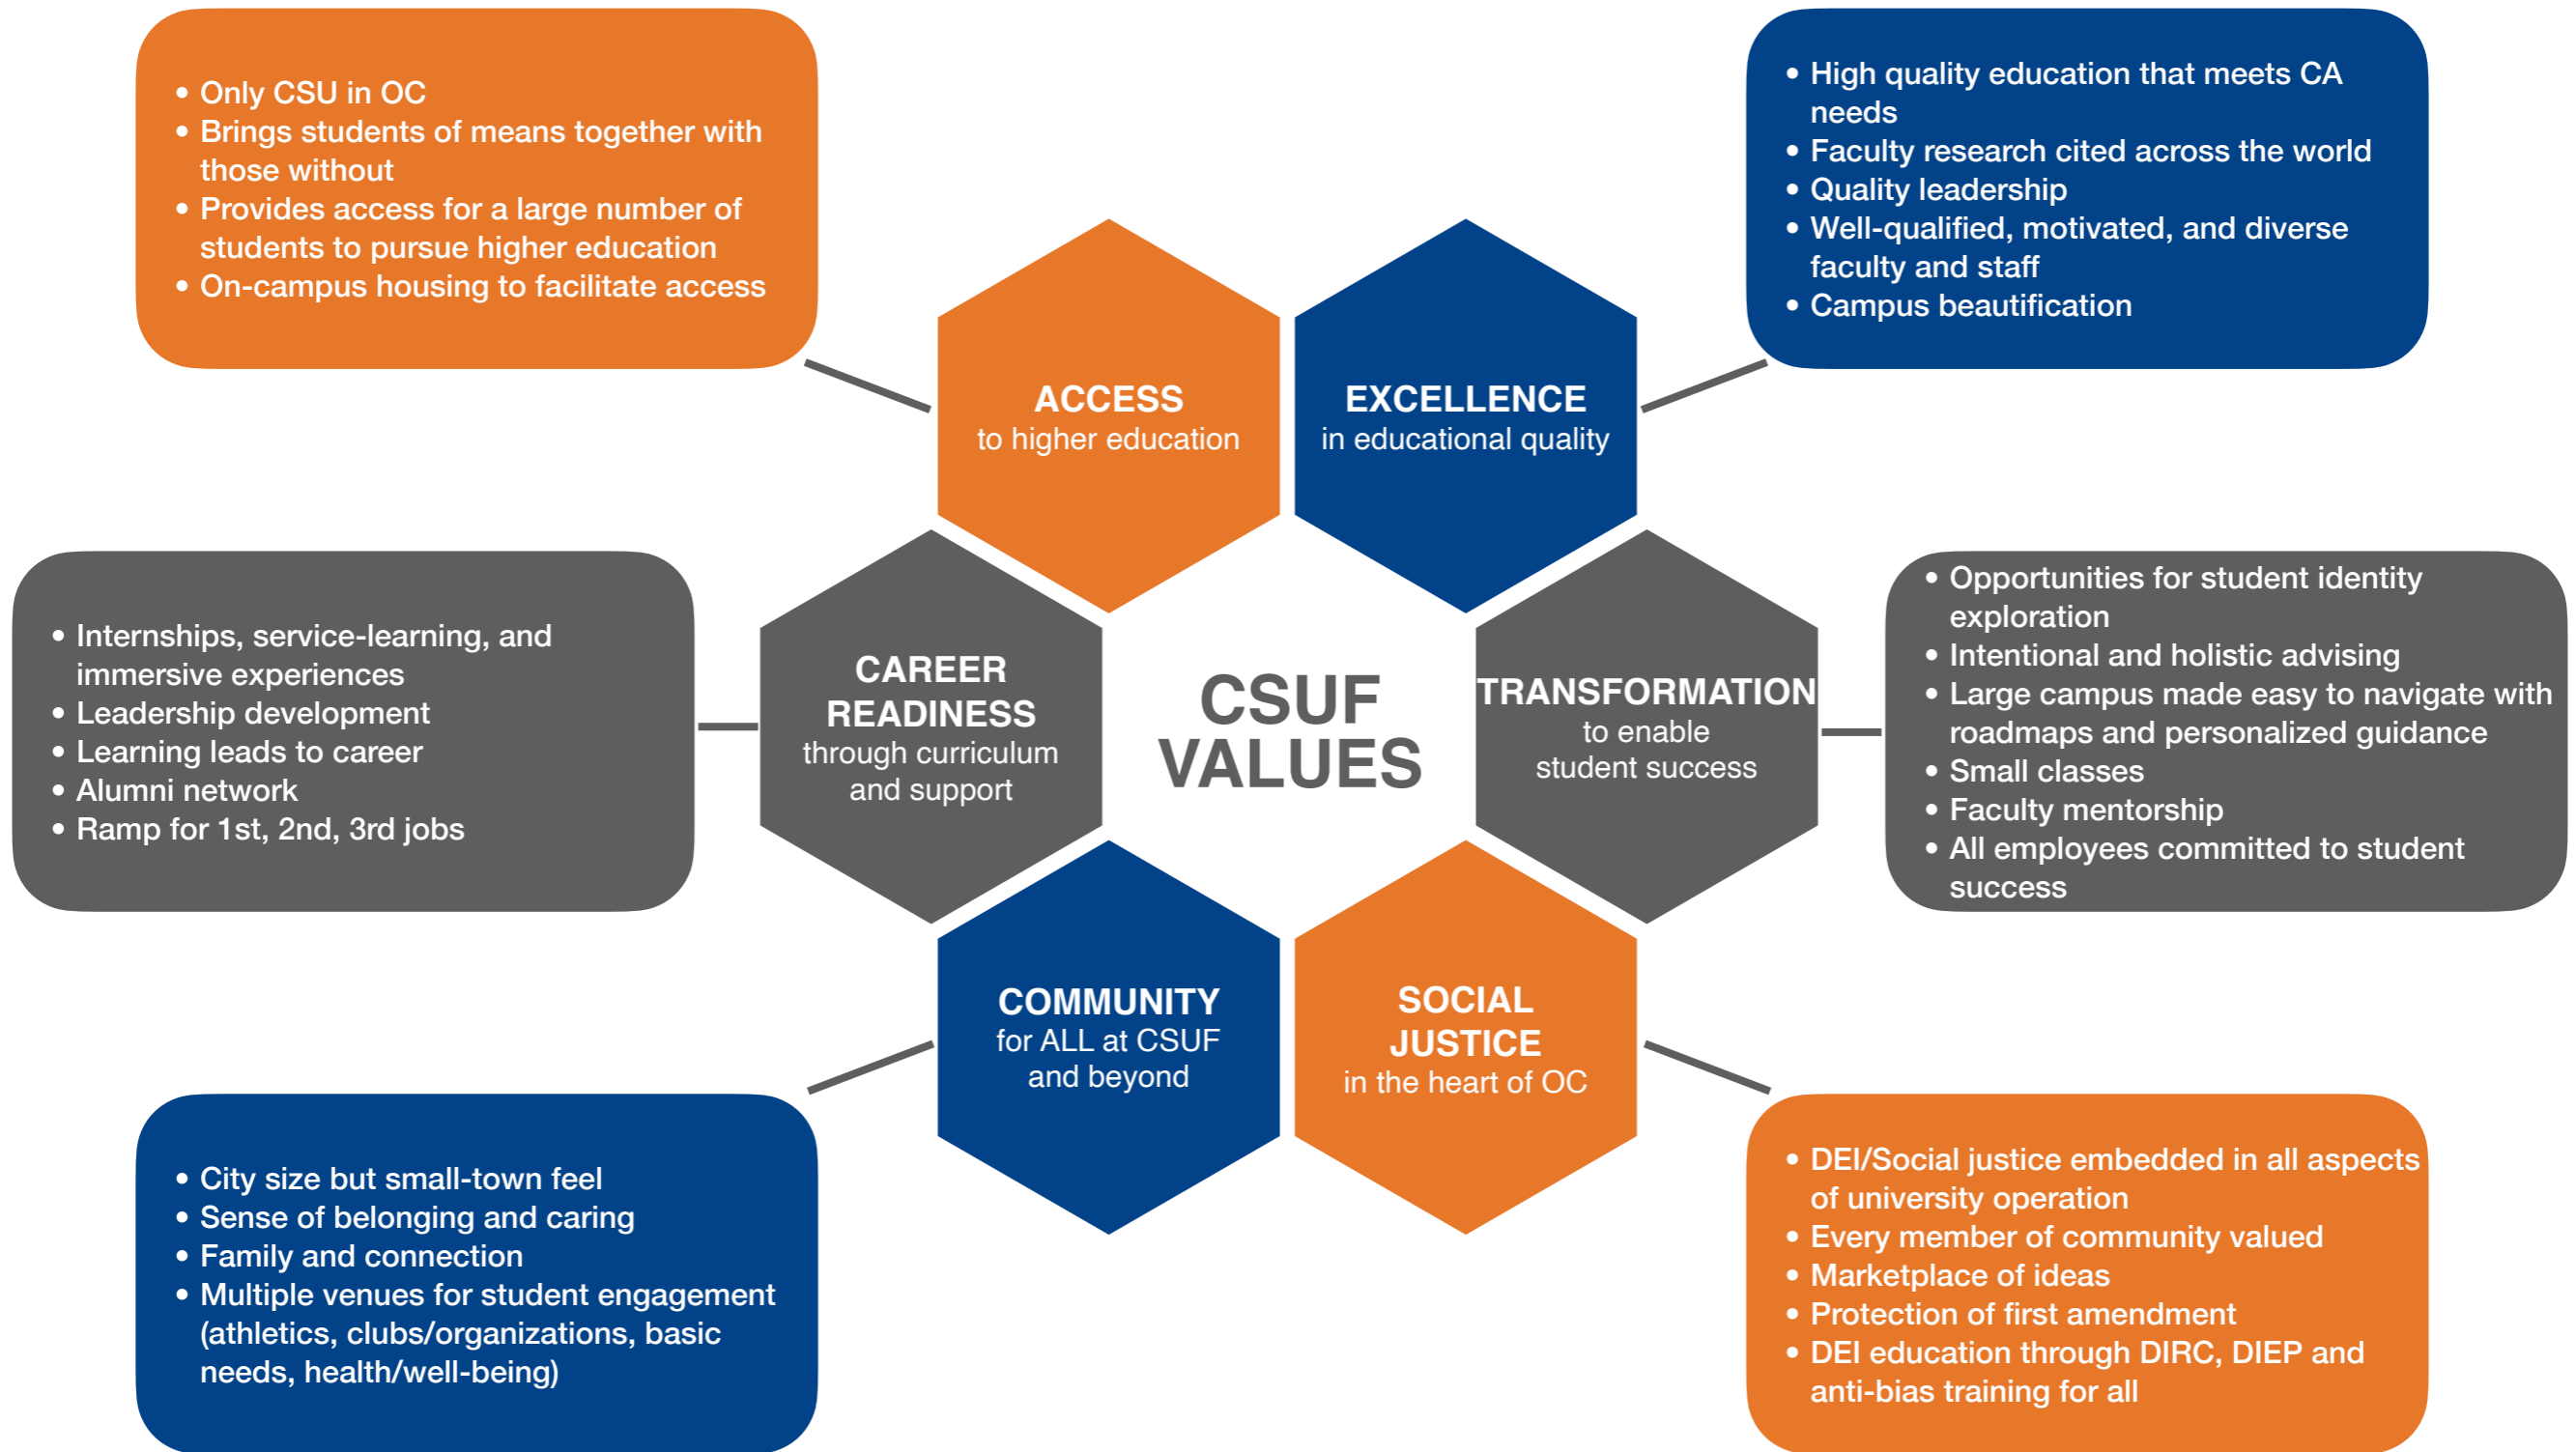 • Only CSU in OC
• Brings students of means together with
those without
• Provides access for a large number of
students to pursue higher education
• On-campus housing to facilitate access
• High quality education that meets CA
needs
• Faculty research cited across the world
• Quality leadership
• Well-qualified, motivated, and diverse
faculty and staff
• Campus beautification
ACCESS
to higher education
EXCELLENCE
in educational quality
• Internships, service-learning, and
immersive experiences
• Leadership development
• Learning leads to career
• Alumni network
• Ramp for 1st, 2nd, 3rd jobs
CAREER
READINESS
through curriculum
and support
CSUF
VALUES
TRANSFORMATION
to enable
student success
• Opportunities for student identity
exploration
• Intentional and holistic advising
• Large campus made easy to navigate with
roadmaps and personalized guidance
• Small classes
• Faculty mentorship
• All employees committed to student
success
COMMUNITY
for ALL at CSUF
and beyond
SOCIAL
JUSTICE
in the heart of OC
• City size but small-town feel
• Sense of belonging and caring
• Family and connection
• Multiple venues for student engagement
(athletics, clubs/organizations, basic
needs, health/well-being)
• DEI/Social justice embedded in all aspects
of university operation
• Every member of community valued
• Marketplace of ideas
• Protection of first amendment
• DEI education through DIRC, DIEP and
anti-bias training for all